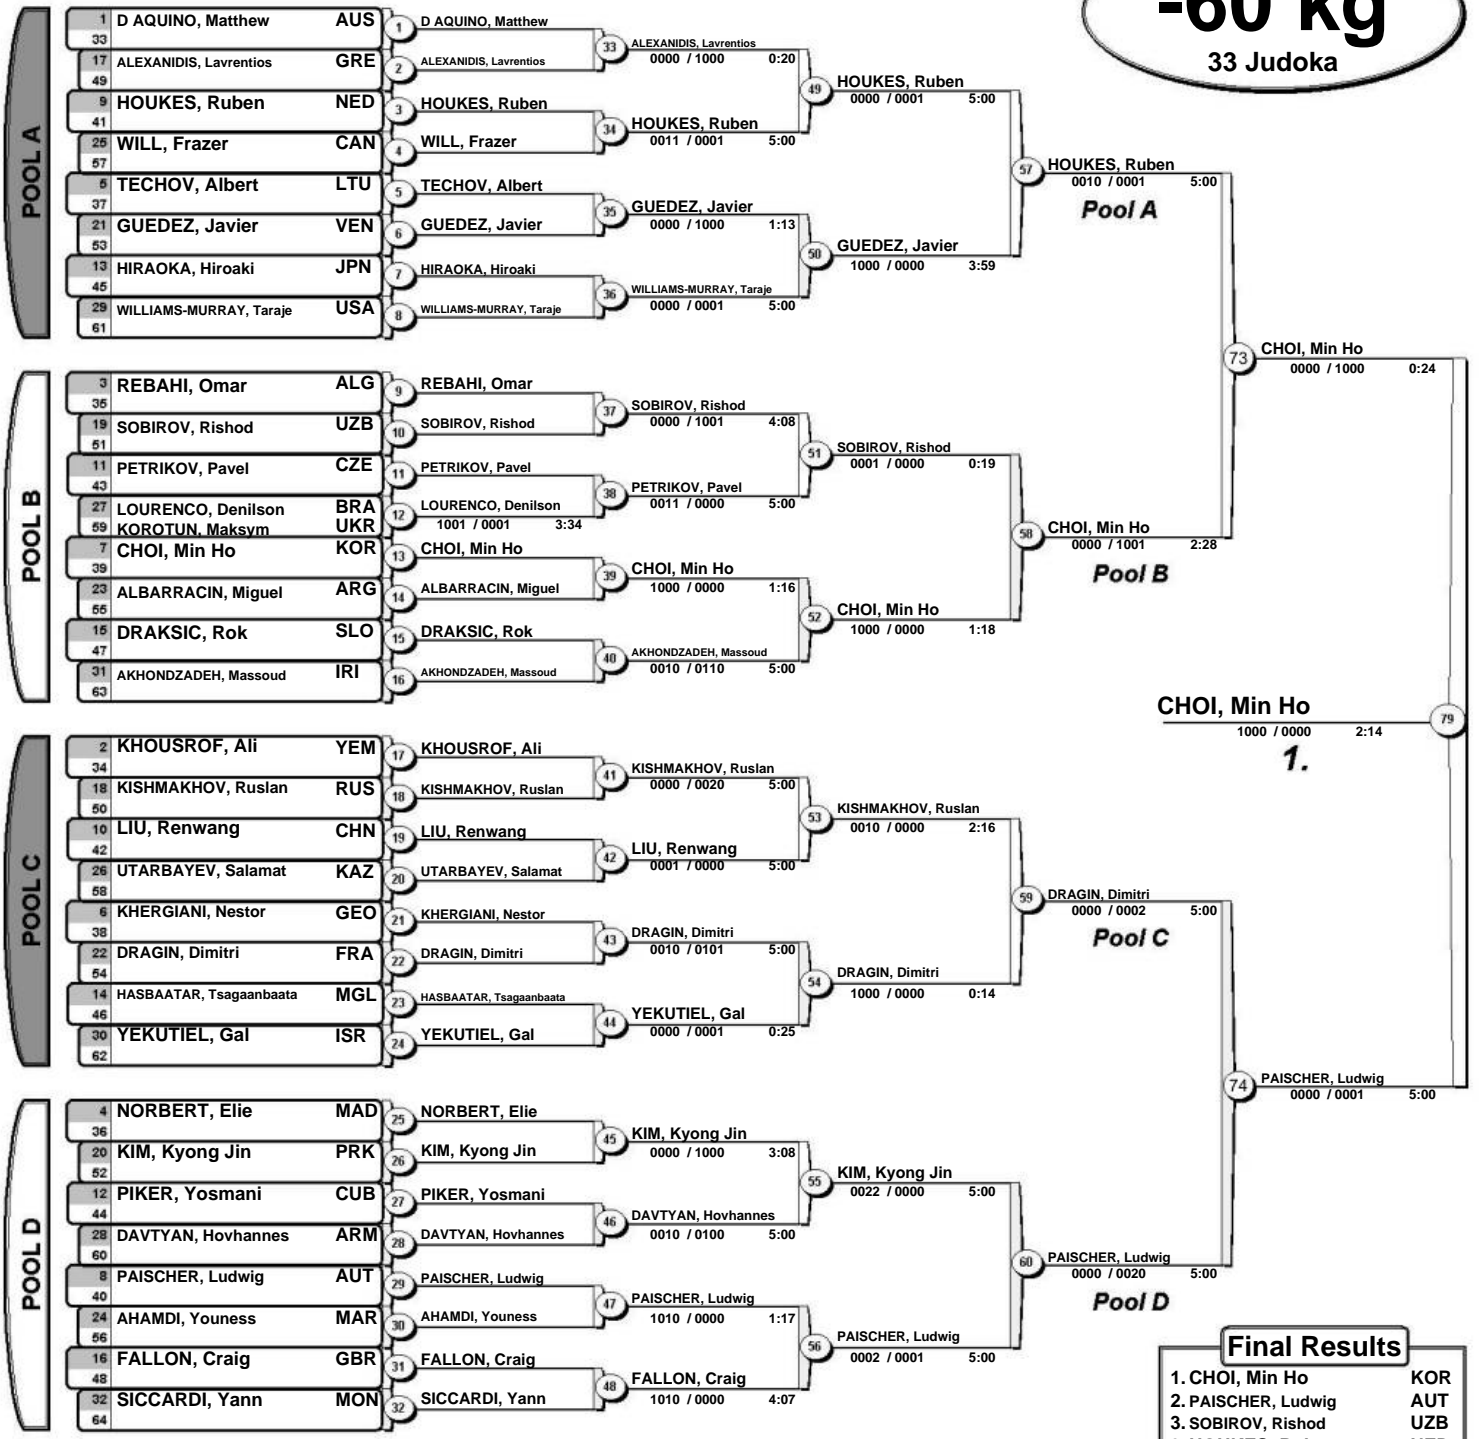 -60 kg
33 Judoka
POOL A
1 D AQUINO, Matthew AUS
33
17 ALEXANIDIS, Lavrentios GRE
49
9 HOUKES, Ruben NED
41
25 WILL, Frazer CAN
57
5 TECHOV, Albert LTU
37
21 GUEDEZ, Javier VEN
53
13 HIRAOKA, Hiroaki JPN
45
29 WILLIAMS-MURRAY, Taraje USA
61
1 D AQUINO, Matthew
2 ALEXANIDIS, Lavrentios
3 HOUKES, Ruben
4 WILL, Frazer
5 TECHOV, Albert
6 GUEDEZ, Javier
7 HIRAOKA, Hiroaki
8 WILLIAMS-MURRAY, Taraje
33 ALEXANIDIS, Lavrentios
0000 / 1000 0:20
34 HOUKES, Ruben
0011 / 0001 5:00
35 GUEDEZ, Javier
0000 / 1000 1:13
36 WILLIAMS-MURRAY, Taraje
0000 / 0001 5:00
49 HOUKES, Ruben
0000 / 0001 5:00
50 GUEDEZ, Javier
1000 / 0000 3:59
57 HOUKES, Ruben
0010 / 0001 5:00
Pool A
POOL B
3 REBAHI, Omar ALG
35
19 SOBIROV, Rishod UZB
51
11 PETRIKOV, Pavel CZE
43
27 LOURENCO, Denilson BRA
59 KOROTUN, Maksym UKR
7 CHOI, Min Ho KOR
39
23 ALBARRACIN, Miguel ARG
55
15 DRAKSIC, Rok SLO
47
31 AKHONDZADEH, Massoud IRI
63
9 REBAHI, Omar
10 SOBIROV, Rishod
11 PETRIKOV, Pavel
12 LOURENCO, Denilson
1001 / 0001 3:34
13 CHOI, Min Ho
14 ALBARRACIN, Miguel
15 DRAKSIC, Rok
16 AKHONDZADEH, Massoud
37 SOBIROV, Rishod
0000 / 1001 4:08
38 PETRIKOV, Pavel
0011 / 0000 5:00
39 CHOI, Min Ho
1000 / 0000 1:16
40 AKHONDZADEH, Massoud
0010 / 0110 5:00
51 SOBIROV, Rishod
0001 / 0000 0:19
52 CHOI, Min Ho
1000 / 0000 1:18
58 CHOI, Min Ho
0000 / 1001 2:28
Pool B
73 CHOI, Min Ho
0000 / 1000 0:24
POOL C
2 KHOUSROF, Ali YEM
34
18 KISHMAKHOV, Ruslan RUS
50
10 LIU, Renwang CHN
42
26 UTARBAYEV, Salamat KAZ
58
6 KHERGIANI, Nestor GEO
38
22 DRAGIN, Dimitri FRA
54
14 HASBAATAR, Tsagaanbaata MGL
46
30 YEKUTIEL, Gal ISR
62
17 KHOUSROF, Ali
18 KISHMAKHOV, Ruslan
19 LIU, Renwang
20 UTARBAYEV, Salamat
21 KHERGIANI, Nestor
22 DRAGIN, Dimitri
23 HASBAATAR, Tsagaanbaata
24 YEKUTIEL, Gal
41 KISHMAKHOV, Ruslan
0000 / 0020 5:00
42 LIU, Renwang
0001 / 0000 5:00
43 DRAGIN, Dimitri
0010 / 0101 5:00
44 YEKUTIEL, Gal
0000 / 0001 0:25
53 KISHMAKHOV, Ruslan
0010 / 0000 2:16
54 DRAGIN, Dimitri
1000 / 0000 0:14
59 DRAGIN, Dimitri
0000 / 0002 5:00
Pool C
POOL D
4 NORBERT, Elie MAD
36
20 KIM, Kyong Jin PRK
52
12 PIKER, Yosmani CUB
44
28 DAVTYAN, Hovhannes ARM
60
8 PAISCHER, Ludwig AUT
40
24 AHAMDI, Youness MAR
56
16 FALLON, Craig GBR
48
32 SICCARDI, Yann MON
64
25 NORBERT, Elie
26 KIM, Kyong Jin
27 PIKER, Yosmani
28 DAVTYAN, Hovhannes
29 PAISCHER, Ludwig
30 AHAMDI, Youness
31 FALLON, Craig
32 SICCARDI, Yann
45 KIM, Kyong Jin
0000 / 1000 3:08
46 DAVTYAN, Hovhannes
0010 / 0100 5:00
47 PAISCHER, Ludwig
1010 / 0000 1:17
48 FALLON, Craig
1010 / 0000 4:07
55 KIM, Kyong Jin
0022 / 0000 5:00
56 PAISCHER, Ludwig
0002 / 0001 5:00
60 PAISCHER, Ludwig
0000 / 0020 5:00
Pool D
74 PAISCHER, Ludwig
0000 / 0001 5:00
CHOI, Min Ho 79
1000 / 0000 2:14
1.
Final Results
1. CHOI, Min Ho KOR
2. PAISCHER, Ludwig AUT
3. SOBIROV, Rishod UZB